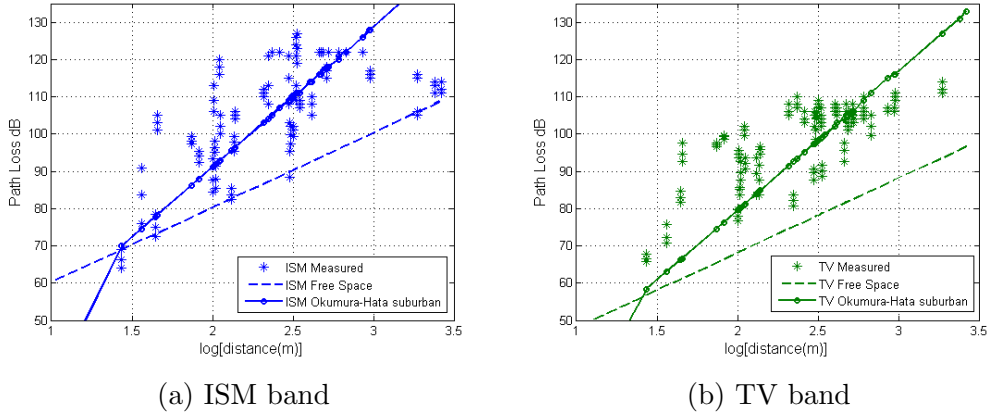 Path Loss dB
130
120
110
100
90
80
70
60
50
1
1.5
2
2.5
3
3.5
log[distance(m)]
ISM Measured
ISM Free Space
ISM Okumura-Hata suburban
(a) ISM band
Path Loss dB
130
120
110
100
90
80
70
60
50
1
1.5
2
2.5
3
3.5
log[distance(m)]
TV Measured
TV Free Space
TV Okumura-Hata suburban
(b) TV band